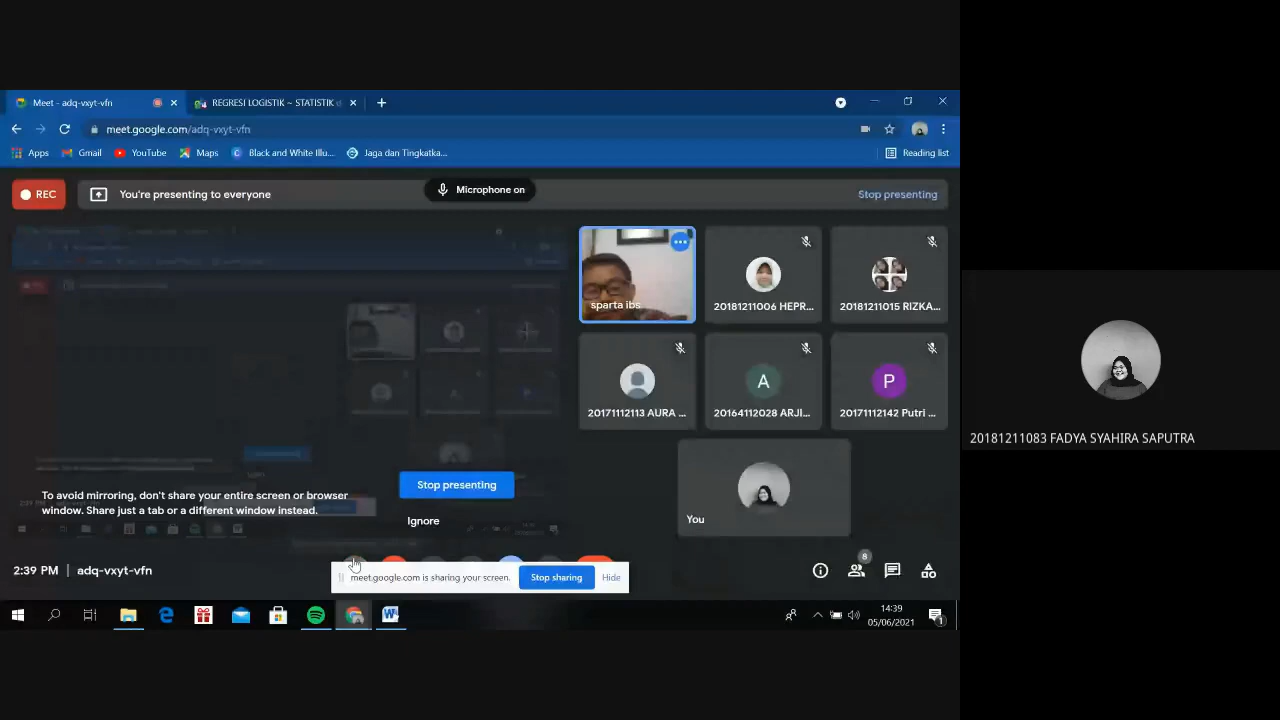 Meet - adq-vxyt-vfn
REGRESI LOGISTIK ~ STATISTIK
meet.google.com/adq-vxyt-vfn
Apps
Gmail
YouTube
Maps
Black and White Illu...
Jaga dan Tingkatka...
Reading list
REC
You're presenting to everyone
Microphone on
Stop presenting
sparta ibs
20181211006 HEPR...
20181211015 RIZKA...
20171112113 AURA ...
20164112028 ARJI...
20171112142 Putri ...
A
P
You
To avoid mirroring, don't share your entire screen or browser
window. Share just a tab or a different window instead.
Stop presenting
Ignore
20181211083 FADYA SYAHIRA SAPUTRA
2:39 PM | adq-vxyt-vfn
meet.google.com is sharing your screen.
Stop sharing
Hide
8
14:39
05/06/2021
1